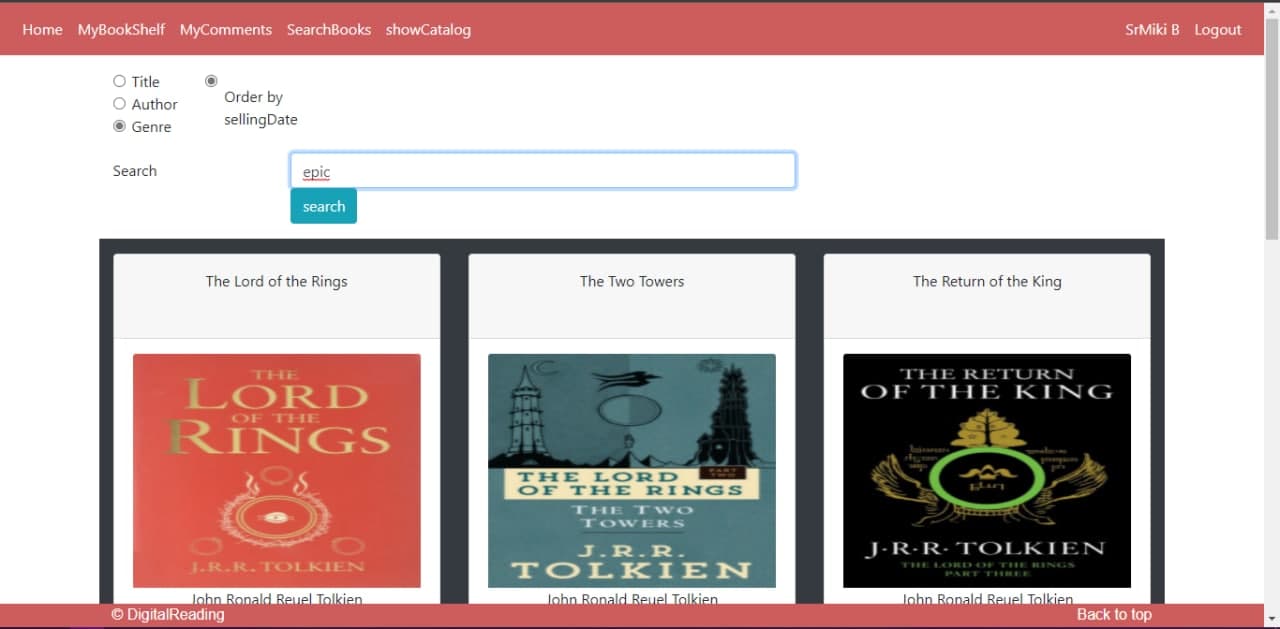 Home MyBookShelf MyComments SearchBooks showCatalog SrMiki B Logout
Title
Author
Genre
Order by
sellingDate
Search
epic
search
The Lord of the Rings
THE
LORD
OF THE
RINGS
J.R.R. TOLKIEN
John Ronald Reuel Tolkien
The Two Towers
PART
TWO
THE LORD
OF THE RINGS
THE TWO
TOWERS
J.R.R.
TOLKIEN
John Ronald Reuel Tolkien
The Return of the King
THE RETURN
OF THE KING
J·R·R· TOLKIEN
THE LORD OF THE RINGS
PART THREE
John Ronald Reuel Tolkien
© DigitalReading Back to top